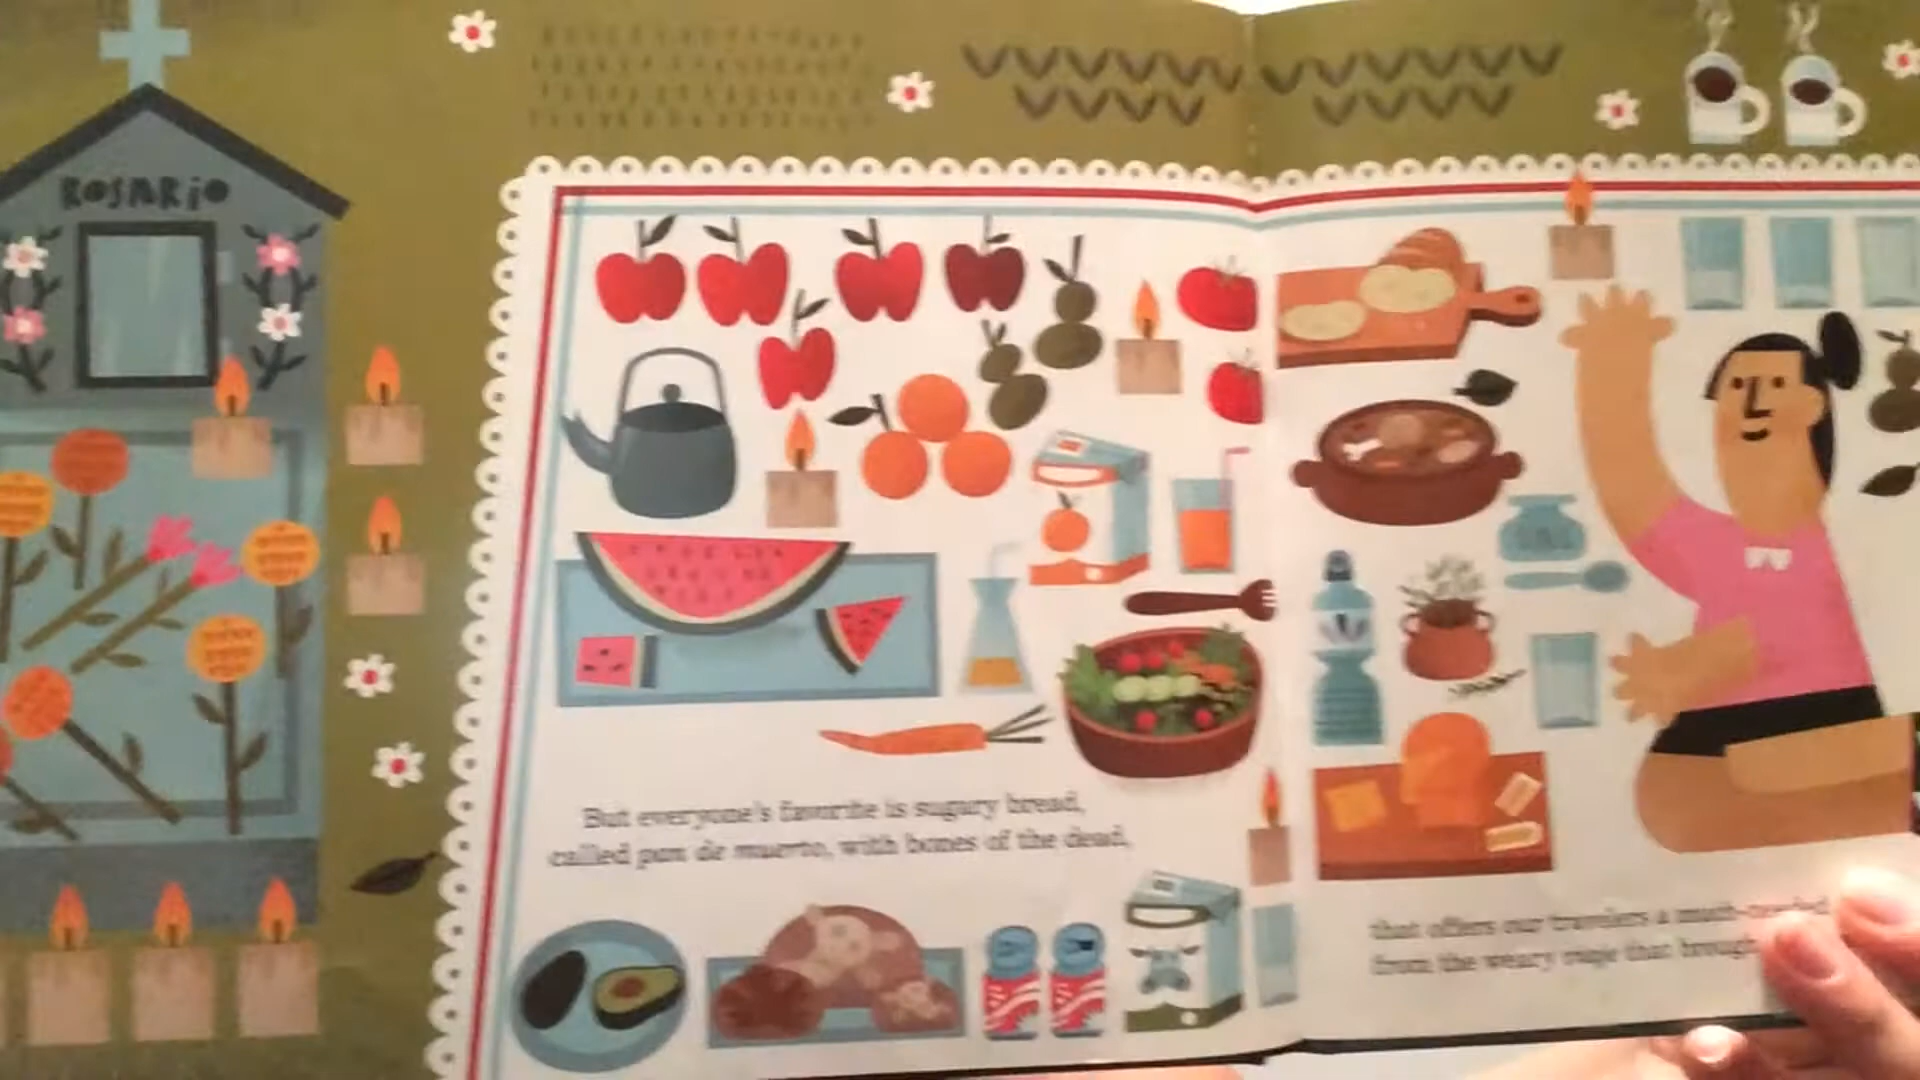 ROSARIO
But everyone's favorite is sugary bread,
called pan de muerto, with bones of the dead,
that offers our travelers a much-needed
from the weary